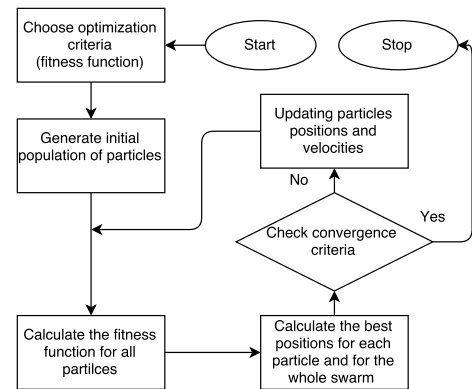 Start
Stop
Choose optimization
criteria
(fitness function)
Generate initial
population of particles
Updating particles
positions and
velocities
No
Yes
Check convergence
criteria
Calculate the fitness
function for all
partilces
Calculate the best
positions for each
particle and for the
whole swarm